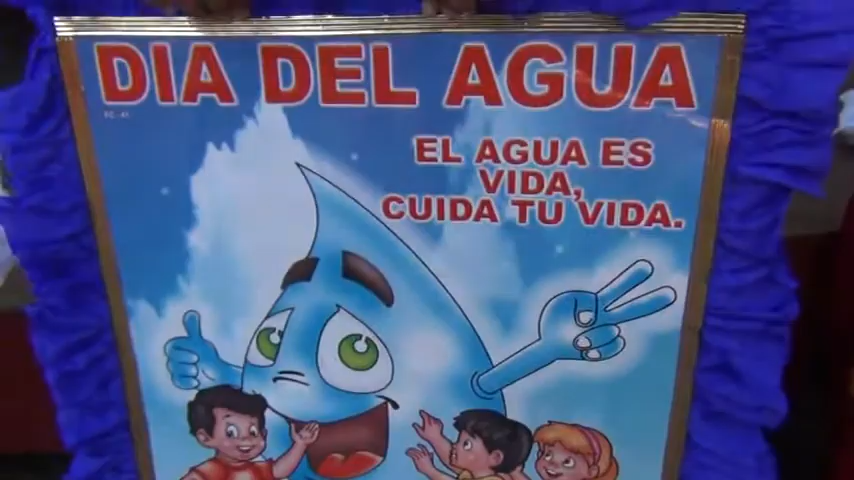 DIA DEL AGUA
EL AGUA ES
VIDA,
CUIDA TU VIDA.